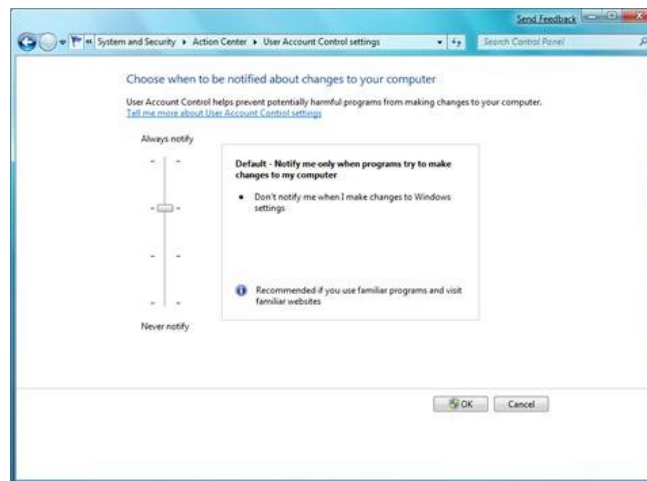 Send Feedback
« System and Security ▸ Action Center ▸ User Account Control settings
Search Control Panel
Choose when to be notified about changes to your computer
User Account Control helps prevent potentially harmful programs from making changes to your computer.
Tell me more about User Account Control settings
Always notify
Default - Notify me only when programs try to make
changes to my computer
• Don't notify me when I make changes to Windows
settings
Recommended if you use familiar programs and visit
familiar websites
Never notify
OK Cancel